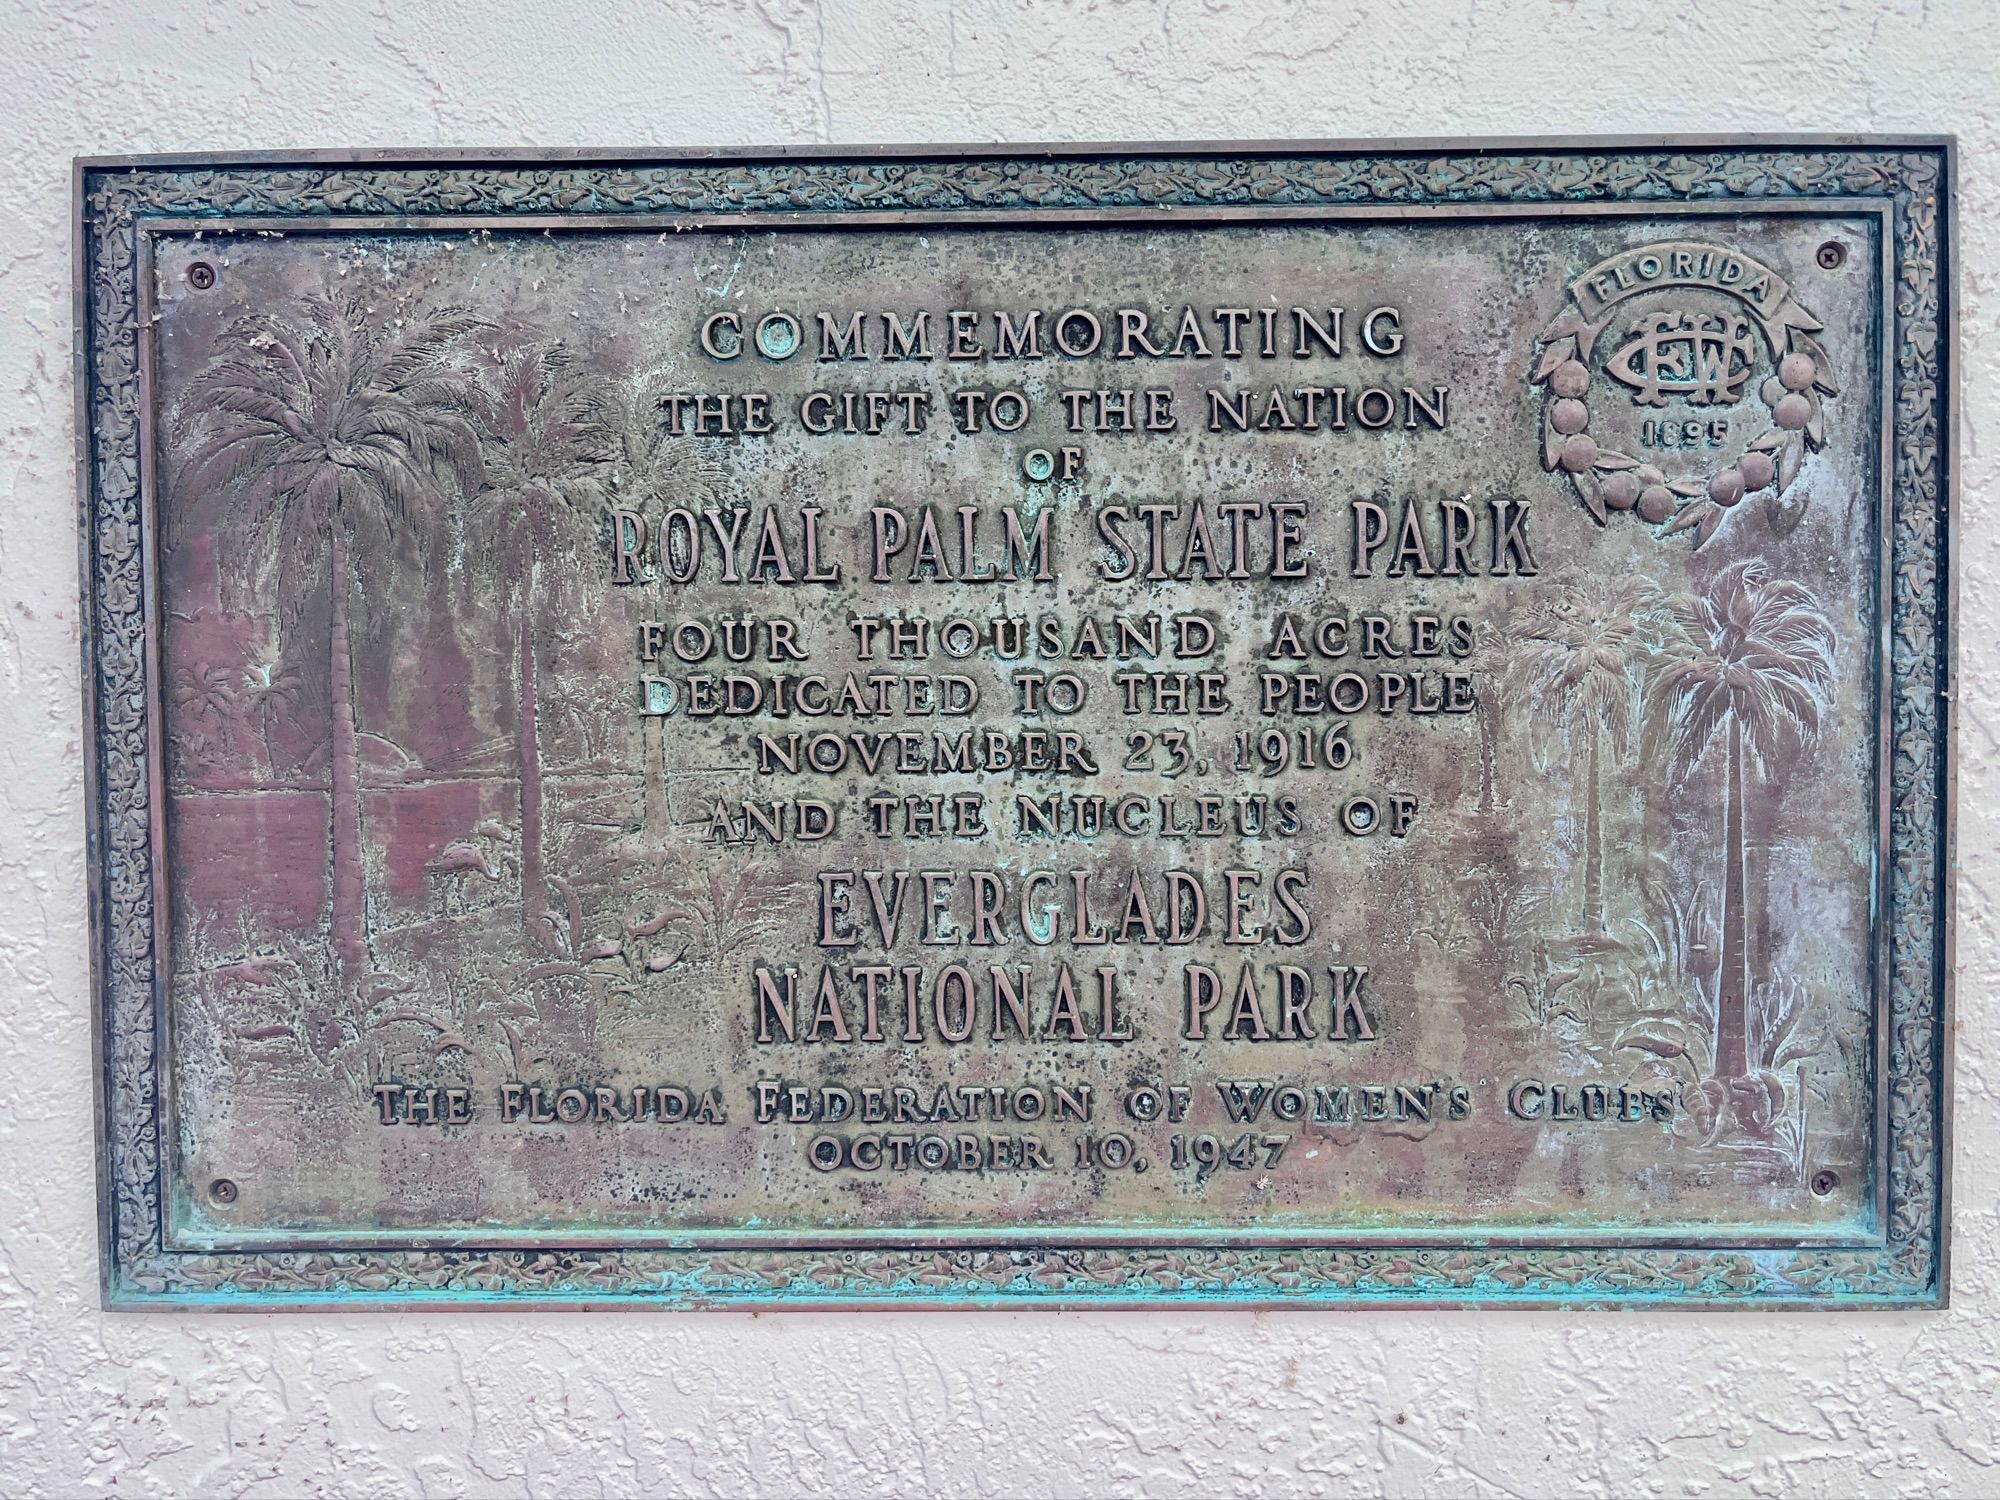 COMMEMORATING
THE GIFT TO THE NATION
OF
ROYAL PALM STATE PARK
FOUR THOUSAND ACRES
DEDICATED TO THE PEOPLE
NOVEMBER 23, 1916
AND THE NUCLEUS OF
EVERGLADES
NATIONAL PARK
THE FLORIDA FEDERATION OF WOMEN'S CLUBS
OCTOBER 10, 1947
FLORIDA
FWC
1895